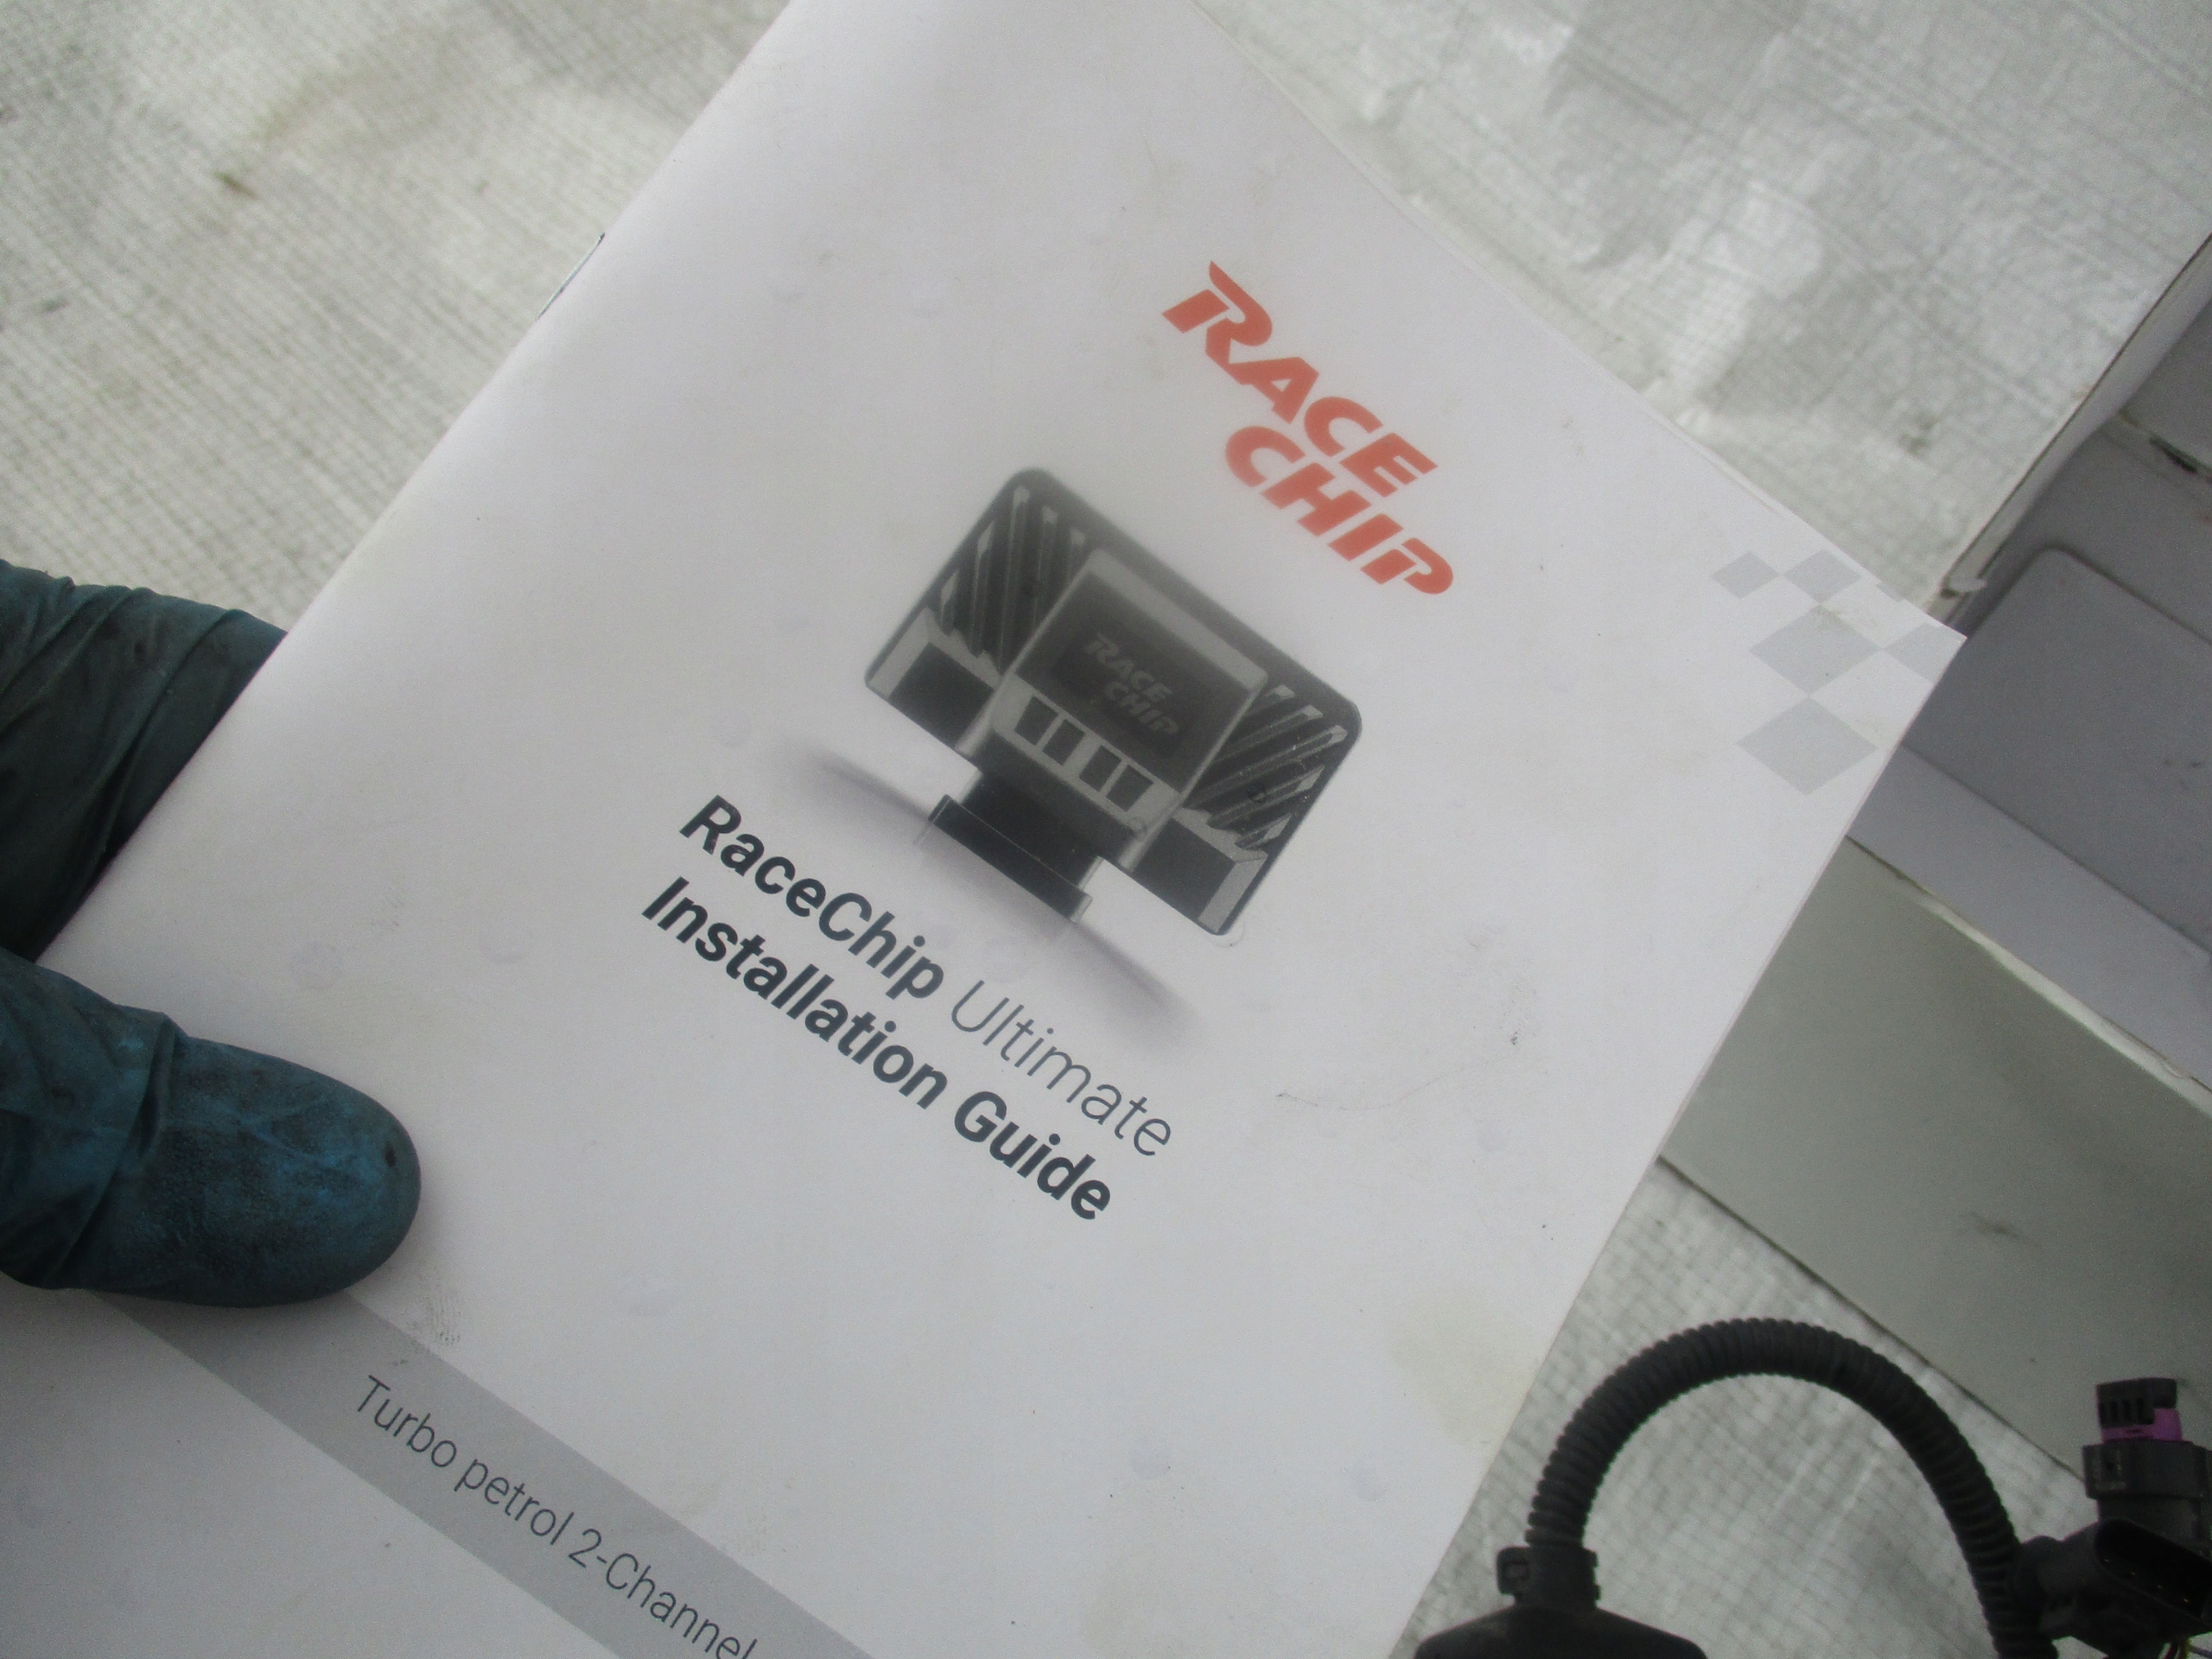 RACE
CHIP
RACE
CHIP
RaceChip Ultimate
Installation Guide
Turbo petrol 2-Channel